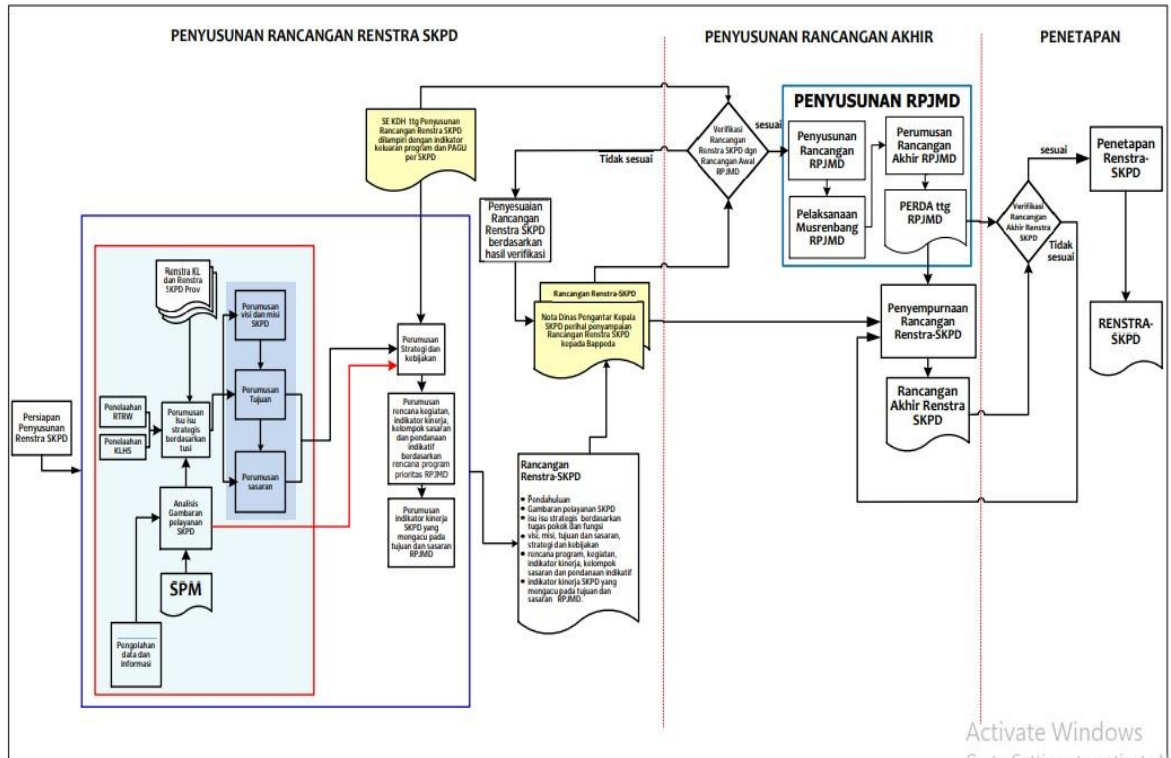 PENYUSUNAN RANCANGAN RENSTRA SKPD
PENYUSUNAN RANCANGAN AKHIR
PENETAPAN
Persiapan
Penyusunan
Renstra SKPD
Renstra KL
dan Renstra
SKPD Prov
Penelaahan
RTRW
Penelaahan
KLHS
Perumusan
Isu isu
strategis
berdasarkan
tusi
Analisis
Gambaran
pelayanan
SKPD
SPM
Pengolahan
data dan
informasi
Perumusan
visi dan misi
SKPD
Perumusan
Tujuan
Perumusan
sasaran
SE KDH ttg Penyusunan
Rancangan Renstra SKPD
dilampiri dengan indikator
keluaran program dan PAGU
per SKPD
Perumusan
Strategi dan
kebijakan
Perumusan
rencana kegiatan,
indikator kinerja,
kelompok sasaran
dan pendanaan
indikatif
berdasarkan
rencana program
prioritas RPJMD
Perumusan
indikator kinerja
SKPD yang
mengacu pada
tujuan dan sasaran
RPJMD
Tidak sesuai
Penyesuaian
Rancangan
Renstra SKPD
berdasarkan
hasil verifikasi
Rancangan Renstra-SKPD
Nota Dinas Pengantar Kepala
SKPD perihal penyampaian
Rancangan Renstra SKPD
kepada Bappeda
Rancangan
Renstra-SKPD
• Pendahuluan
• Gambaran pelayanan SKPD
• isu isu strategis berdasarkan
tugas pokok dan fungsi
• visi, misi, tujuan dan sasaran,
strategi dan kebijakan
• rencana program, kegiatan,
indikator kinerja, kelompok
sasaran dan pendanaan indikatif
• indikator kinerja SKPD yang
mengacu pada tujuan dan
sasaran RPJMD.
Verifikasi
Rancangan
Renstra SKPD dgn
Rancangan Awal
RPJMD
sesuai
PENYUSUNAN RPJMD
Penyusunan
Rancangan
RPJMD
Pelaksanaan
Musrenbang
RPJMD
Perumusan
Rancangan
Akhir RPJMD
PERDA ttg
RPJMD
Penyempurnaan
Rancangan
Renstra-SKPD
Rancangan
Akhir Renstra
SKPD
Verifikasi
Rancangan
Akhir Renstra
SKPD
sesuai
Tidak
sesuai
Penetapan
Renstra-
SKPD
RENSTRA-
SKPD
Activate Windows